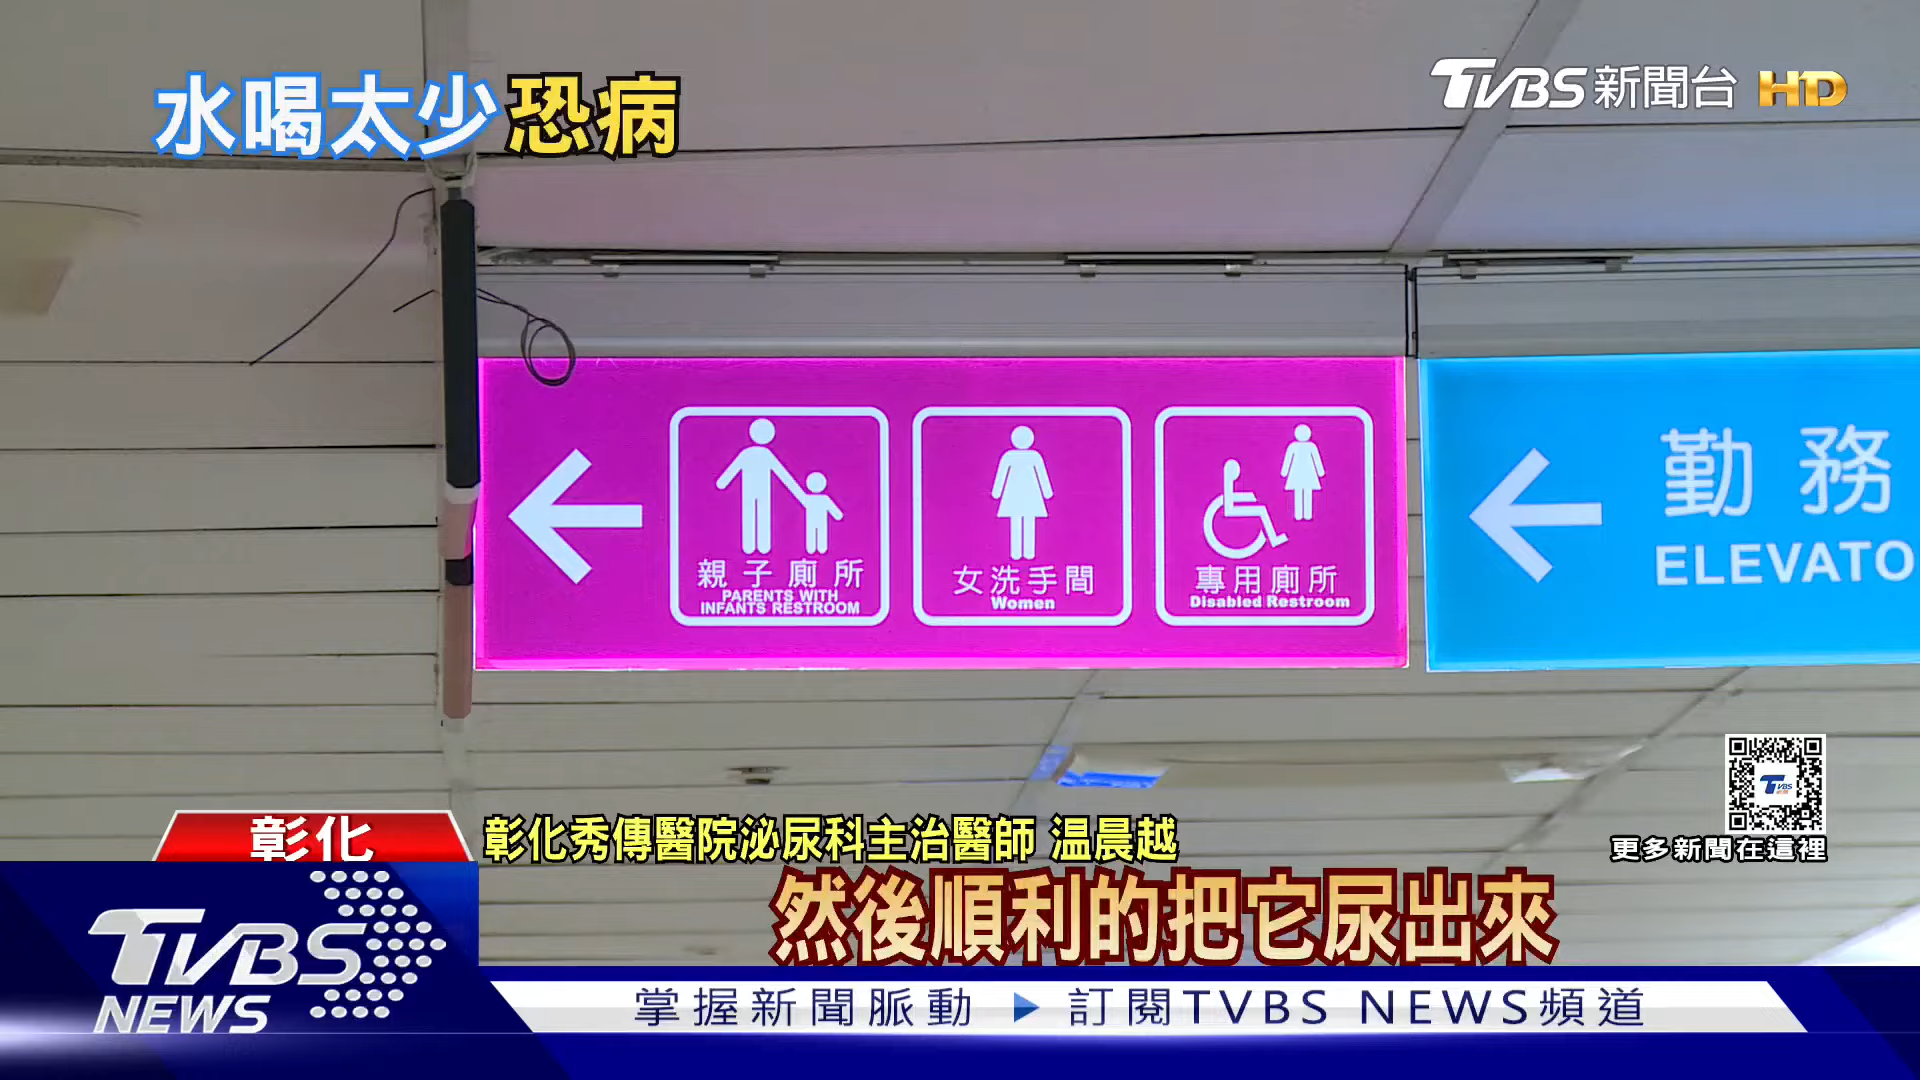 水喝太少恐病
TVBS新聞台 HD
親子廁所
PARENTS WITH
INFANTS RESTROOM
女洗手間
Women
專用廁所
Disabled Restroom
勤務
ELEVATO
TVBS
更多新聞在這裡
彰化
彰化秀傳醫院泌尿科主治醫師 温晨越
然後順利的把它尿出來
TVBS
NEWS
掌握新聞脈動 ▶ 訂閱TVBS NEWS頻道